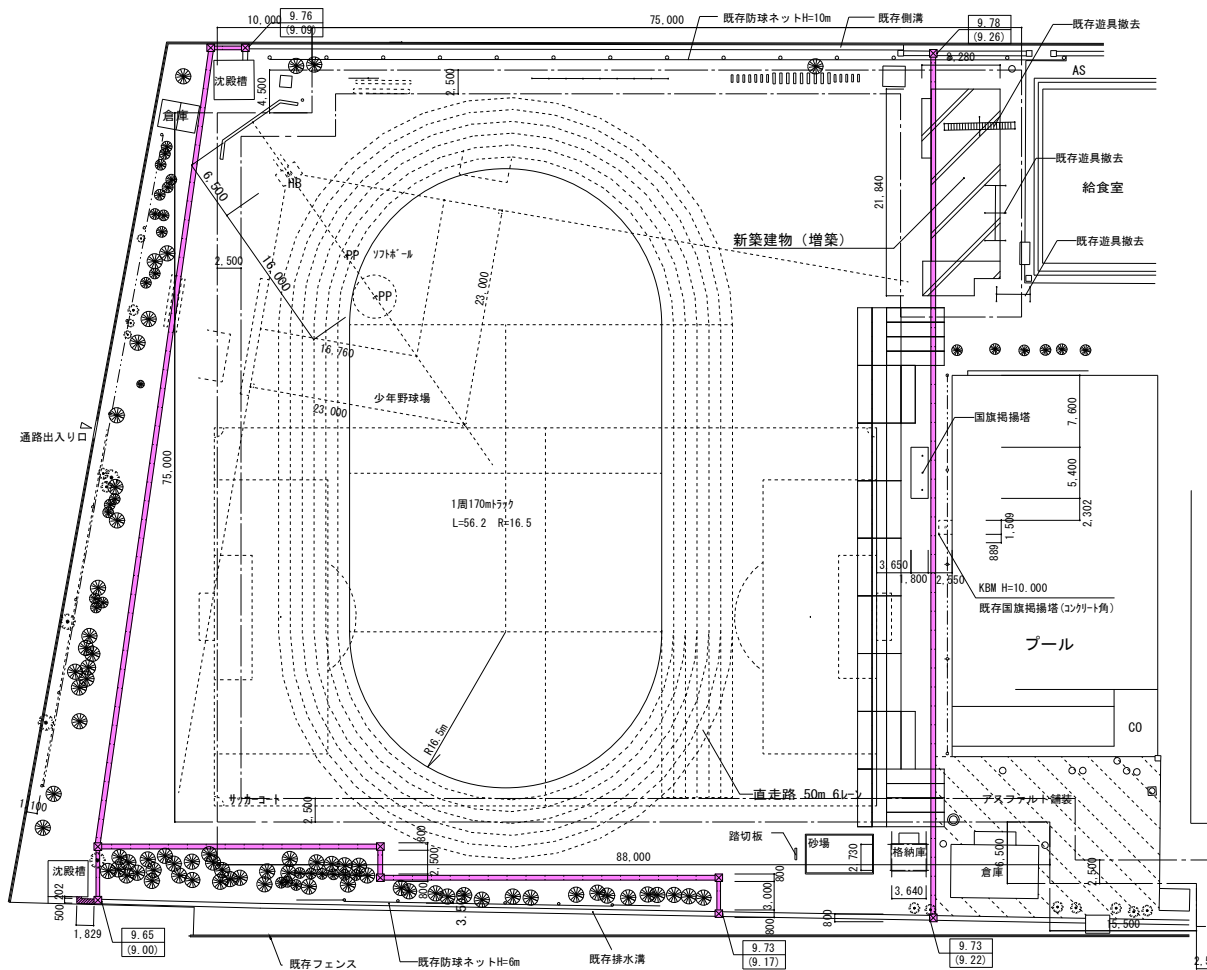 10,000
9.76
(9.09)
75,000
既存防球ネットH=10m
既存側溝
9.78
(9.26)
既存遊具撤去
8,280
AS
沈殿槽
4,500
2,500
倉庫
既存遊具撤去
給食室
HB
6,500
21,840
新築建物（増築）
既存遊具撤去
PP
ソフトボール
2,500
16,000
PP
23,000
16,760
少年野球場
23,000
通路出入り口
75,000
7,600
国旗掲揚塔
5,400
2,302
1周170mトラック
L=56.2 R=16.5
1,509
889
3,650
1,800
2,550
KBM H=10.000
既存国旗掲揚塔(コンクリート角)
プール
CO
R16.5m
1,100
サッカーコート
2,500
直走路 50m 6レーン
アスファルト舗装
800
踏切板
砂場
2,500
88,000
2,730
格納庫
6,500
倉庫
2,500
沈殿槽
800
800
3,000
3,640
500
202
800
800
5,500
1,829
9.65
(9.00)
既存フェンス
既存防球ネットH=6m
既存排水溝
9.73
(9.17)
9.73
(9.22)